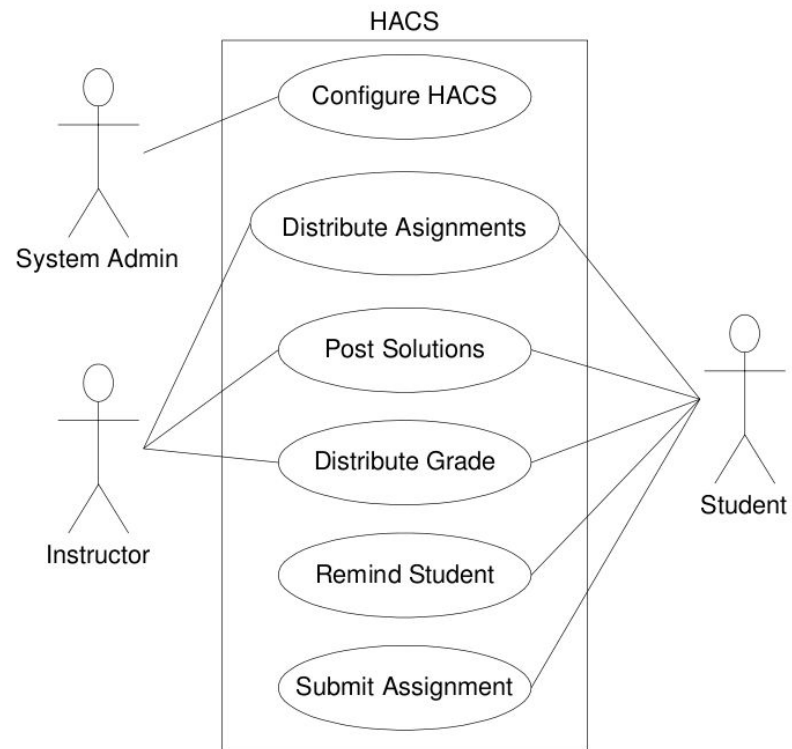 HACS
Configure HACS
System Admin
Distribute Asignments
Post Solutions
Instructor
Distribute Grade
Student
Remind Student
Submit Assignment